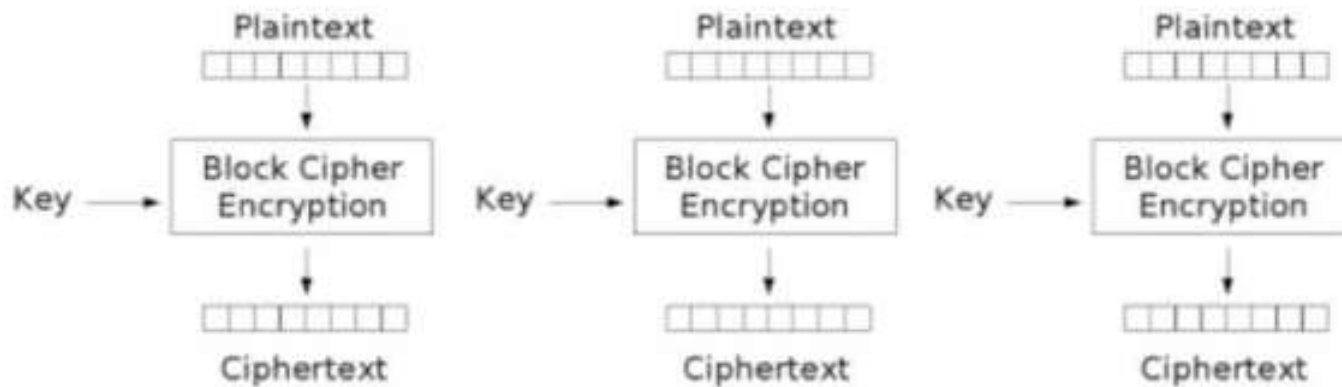 Plaintext
Plaintext
Plaintext
Key
Block Cipher
Encryption
Key
Block Cipher
Encryption
Key
Block Cipher
Encryption
Ciphertext
Ciphertext
Ciphertext